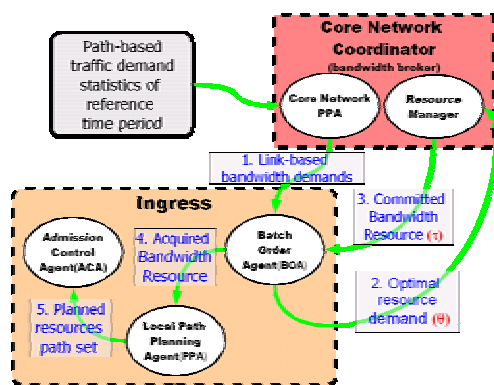 Path-based
traffic demand
statistics of
reference
time period
Core Network
Coordinator
(bandwidth broker)
Core Network
PPA
Resource
Manager
1. Link-based
bandwidth demands
Ingress
3. Committed
Bandwidth
Resource (τ)
Admission
Control
Agent(ACA)
4. Acquired
Bandwidth
Resource
Batch
Order
Agent(BOA)
2. Optimal
resource
demand (θ)
5. Planned
resources
path set
Local Path
Planning
Agent(PPA)